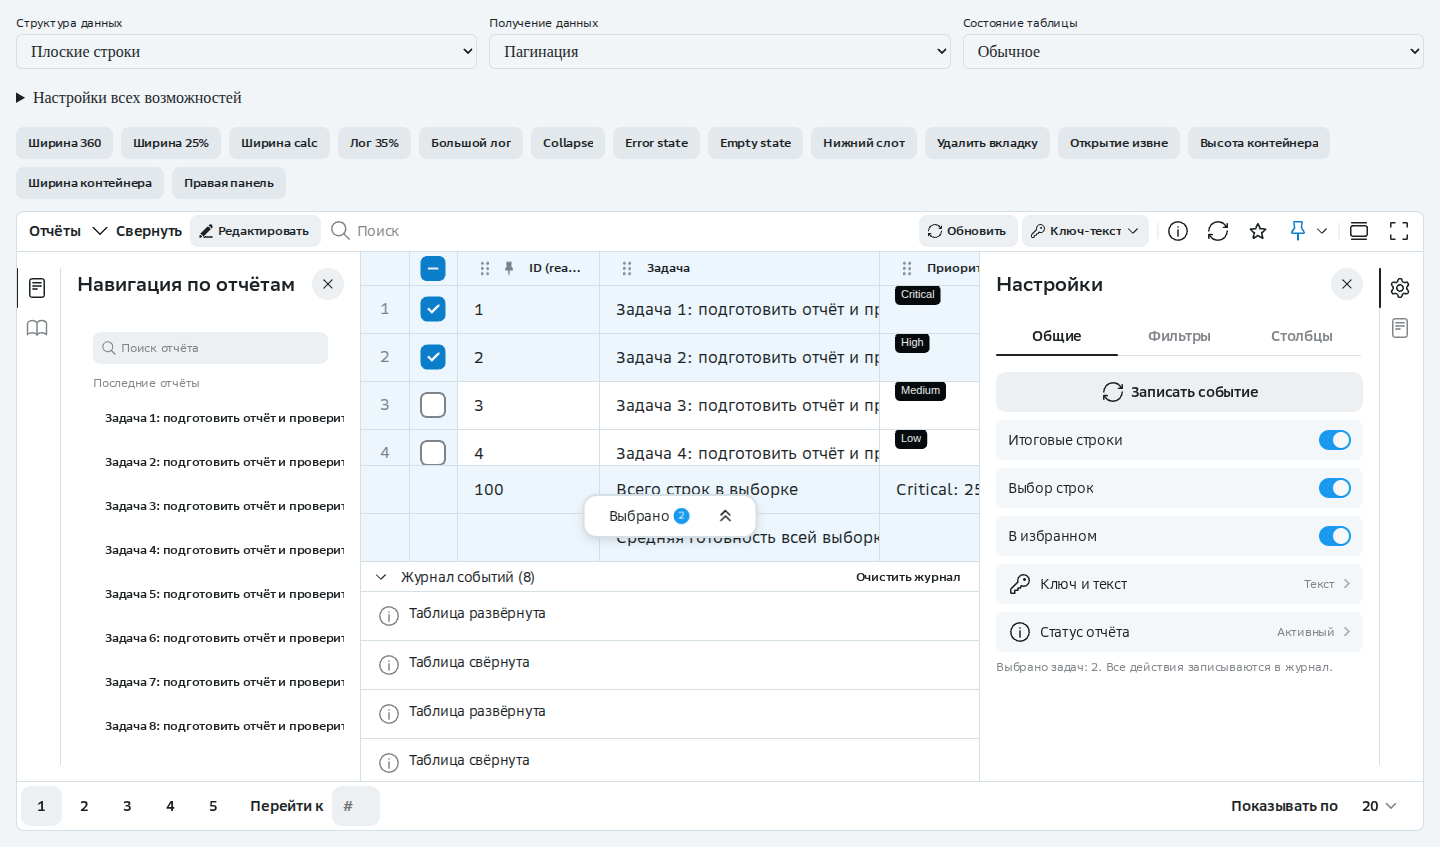 Структура данных
Получение данных
Состояние таблицы
Плоские строки
Пагинация
Обычное
Настройки всех возможностей
Ширина 360
Ширина 25%
Ширина calc
Лог 35%
Большой лог
Collapse
Error state
Empty state
Нижний слот
Удалить вкладку
Открытие извне
Высота контейнера
Ширина контейнера
Правая панель
Отчёты
Свернуть
Редактировать
Поиск
Обновить
Ключ-текст
Навигация по отчётам
Поиск отчёта
Последние отчёты
Задача 1: подготовить отчёт и проверит
Задача 2: подготовить отчёт и проверит
Задача 3: подготовить отчёт и проверит
Задача 4: подготовить отчёт и проверит
Задача 5: подготовить отчёт и проверит
Задача 6: подготовить отчёт и проверит
Задача 7: подготовить отчёт и проверит
Задача 8: подготовить отчёт и проверит
ID (rea...
Задача
Приорит
1
1
Задача 1: подготовить отчёт и пр
Critical
2
2
Задача 2: подготовить отчёт и пр
High
3
3
Задача 3: подготовить отчёт и пр
Medium
4
4
Задача 4: подготовить отчёт и пр
Low
100
Всего строк в выборке
Critical: 25
Средняя готовность всей выборк
Выбрано 2
Журнал событий (8)
Очистить журнал
Таблица развёрнута
Таблица свёрнута
Таблица развёрнута
Таблица свёрнута
Настройки
Общие
Фильтры
Столбцы
Записать событие
Итоговые строки
Выбор строк
В избранном
Ключ и текст
Текст
Статус отчёта
Активный
Выбрано задач: 2. Все действия записываются в журнал.
1
2
3
4
5
Перейти к
#
Показывать по
20